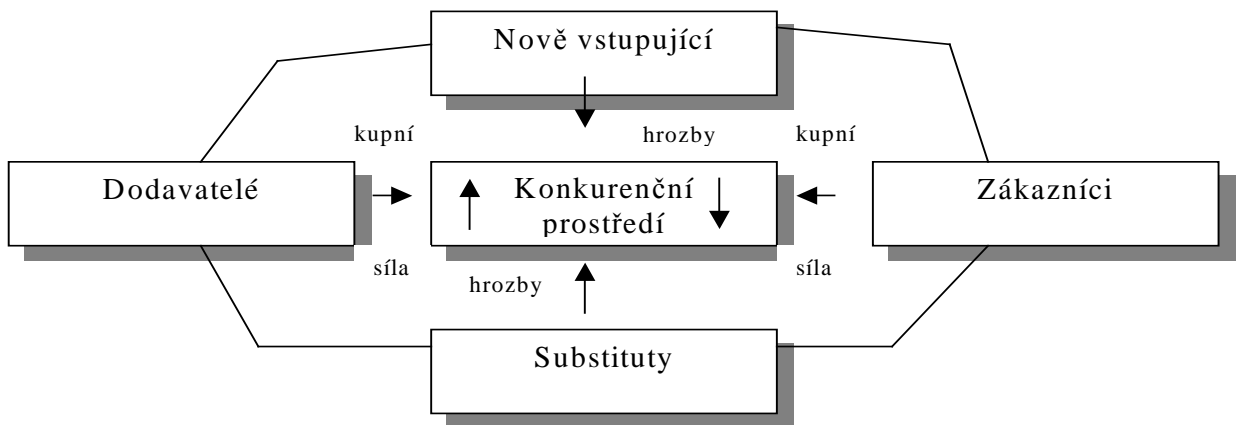 Nově vstupující
kupní
hrozby
kupní
Dodavatelé
Konkurenční
prostředí
Zákazníci
síla
hrozby
síla
Substituty